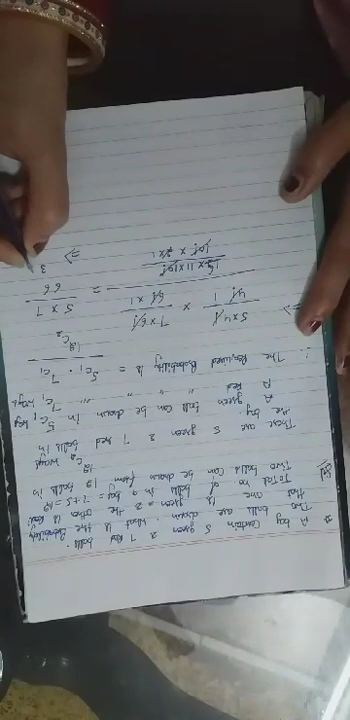 * A bag contain 5 green & 7 Red balls.
Two balls are drawn. what is the Probability
that one is green & the other is Red.
Sol: Total no of balls in a bag = 7+5 = 12
Two balls can be drawn from 12 balls in
12C2 ways
There are 5 green & 7 red balls in
the bag
A green ball can be drawn in 5C1 ways
A Red " " " " 7C1 ways
∴ The Required Probability is = 5C1 · 7C1 / 12C2
=> 5×4! / 4! 1 × 7×6! / 6! ×1 = 5×7 / 66
12×11×10! / 10! × 2×1
=> 3